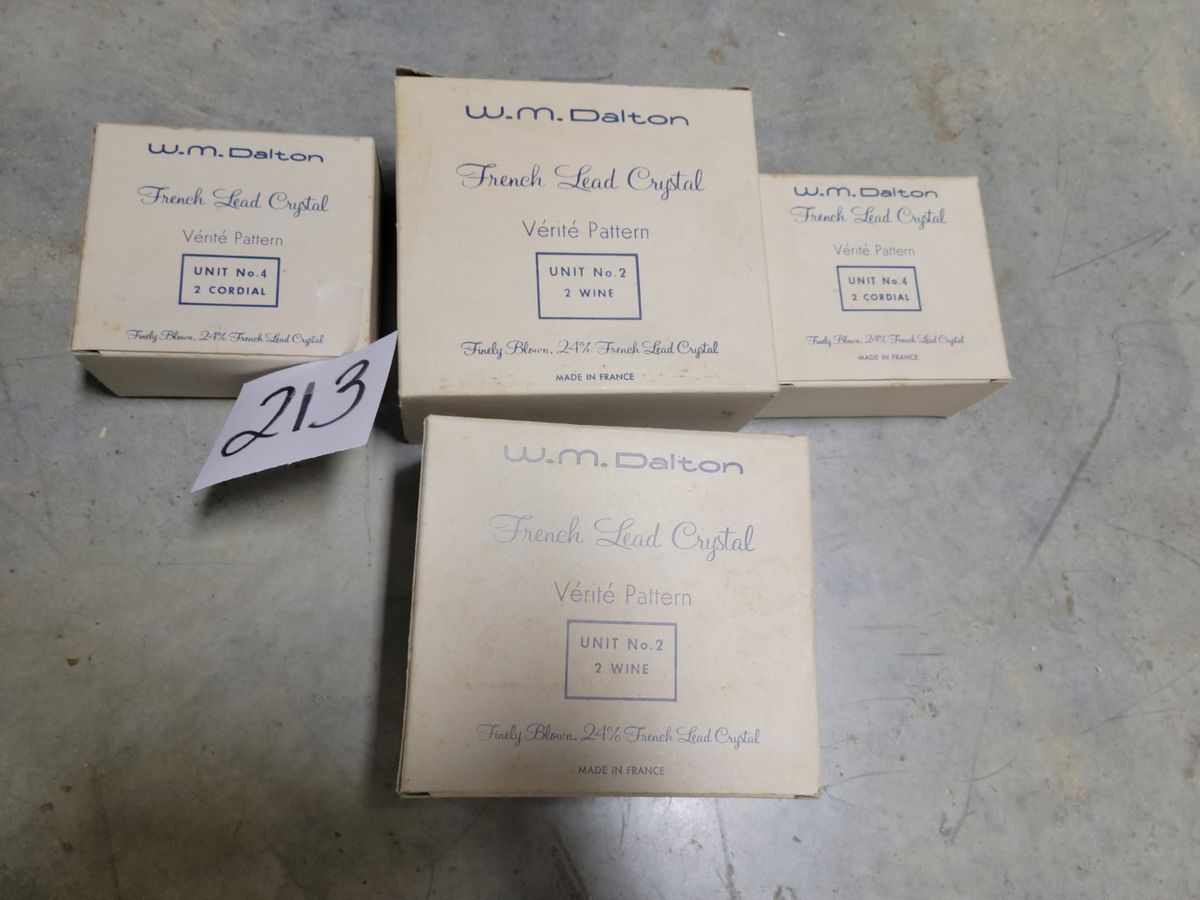 W.M. Dalton
French Lead Crystal
Vérité Pattern
UNIT No.4
2 CORDIAL
Finely Blown, 24% French Lead Crystal
213
W.M. Dalton
French Lead Crystal
Vérité Pattern
UNIT No.2
2 WINE
Finely Blown, 24% French Lead Crystal
MADE IN FRANCE
W.M. Dalton
French Lead Crystal
Vérité Pattern
UNIT No.4
2 CORDIAL
Finely Blown, 24% French Lead Crystal
MADE IN FRANCE
W.M. Dalton
French Lead Crystal
Vérité Pattern
UNIT No.2
2 WINE
Finely Blown, 24% French Lead Crystal
MADE IN FRANCE